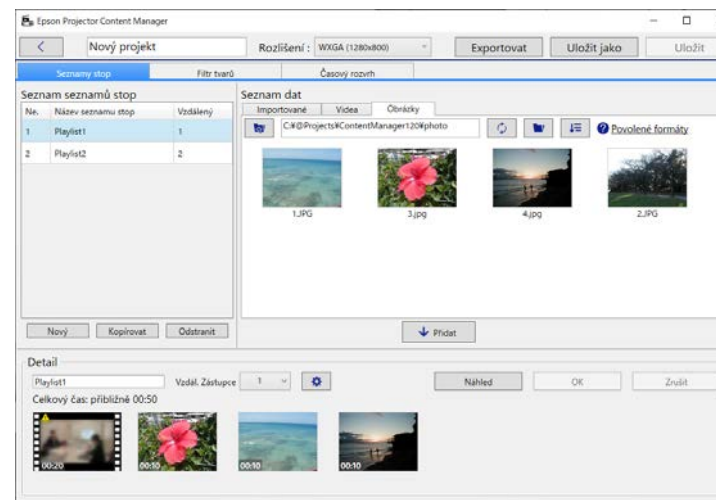 Epson Projector Content Manager
Nový projekt
Rozlišení : WXGA (1280x800)
Exportovat
Uložit jako
Uložit
Seznamy stop
Filtr tvarů
Časový rozvrh
Seznam seznamů stop
Ne. Název seznamu stop Vzdálený
1 Playlist1 1
2 Playlist2 2
Nový
Kopírovat
Odstranit
Seznam dat
Importované
Videa
Obrázky
C:¥@Projects¥ContentManager120¥photo
Povolené formáty
1.JPG
3.jpg
4.jpg
2.JPG
Přidat
Detail
Playlist1
Vzdál. Zástupce
1
Náhled
OK
Zrušit
Celkový čas: přibližně 00:50
00:20
00:10
00:10
00:10